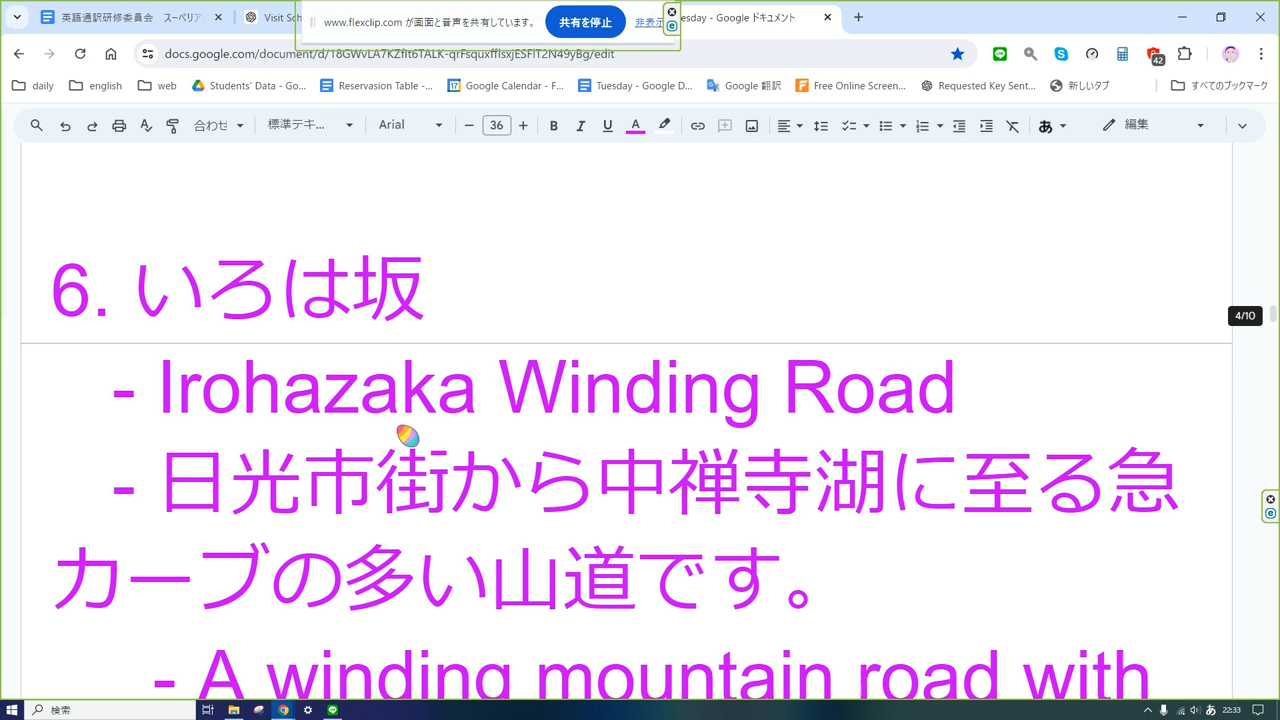 英語通訳研修委員会　スーペリア
Visit Sch
www.flexclip.com が画面と音声を共有しています。
共有を停止
非表示
esday - Google ドキュメント
docs.google.com/document/d/
/edit
42
daily
english
web
Students' Data - Go...
Reservasion Table -...
Google Calendar - F...
Tuesday - Google D...
Google 翻訳
Free Online Screen...
Requested Key Sent...
新しいタブ
すべてのブックマーク
合わせ
標準テキ...
Arial
36
編集
6. いろは坂
4/10
- Irohazaka Winding Road
- 日光市街から中禅寺湖に至る急
カーブの多い山道です。
- A winding mountain road with
検索
あ
22:33